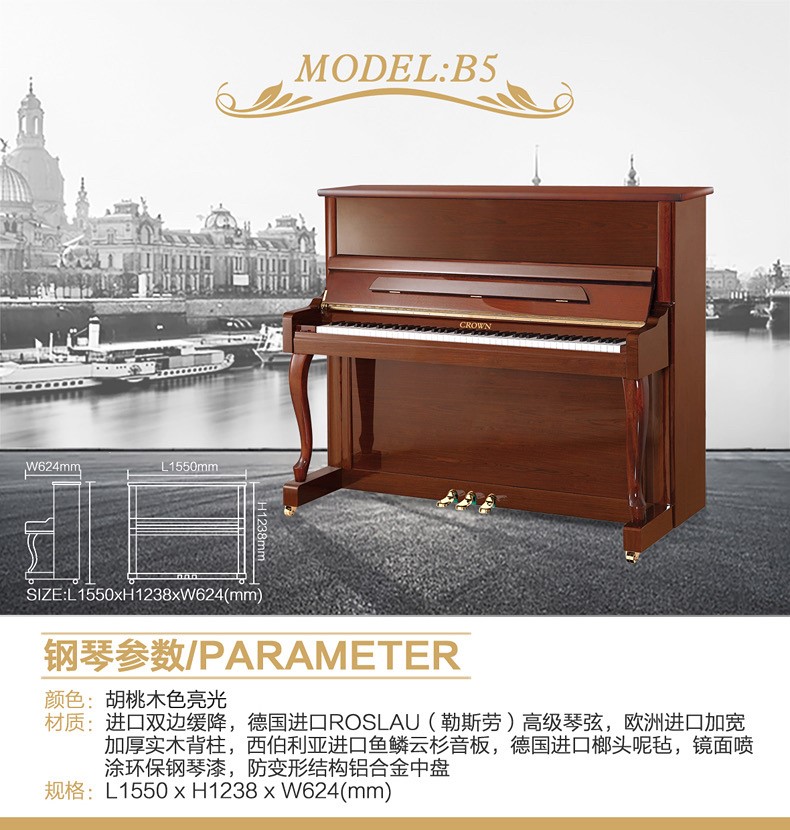 MODEL:B5
CROWN
W624mm
L1550mm
H1238mm
SIZE:L1550xH1238xW624(mm)
钢琴参数/PARAMETER
颜色：胡桃木色亮光
材质：进口双边缓降，德国进口ROSLAU（勒斯劳）高级琴弦，欧洲进口加宽
加厚实木背柱，西伯利亚进口鱼鳞云杉音板，德国进口榔头呢毡，镜面喷
涂环保钢琴漆，防变形结构铝合金中盘
规格：L1550 x H1238 x W624(mm)